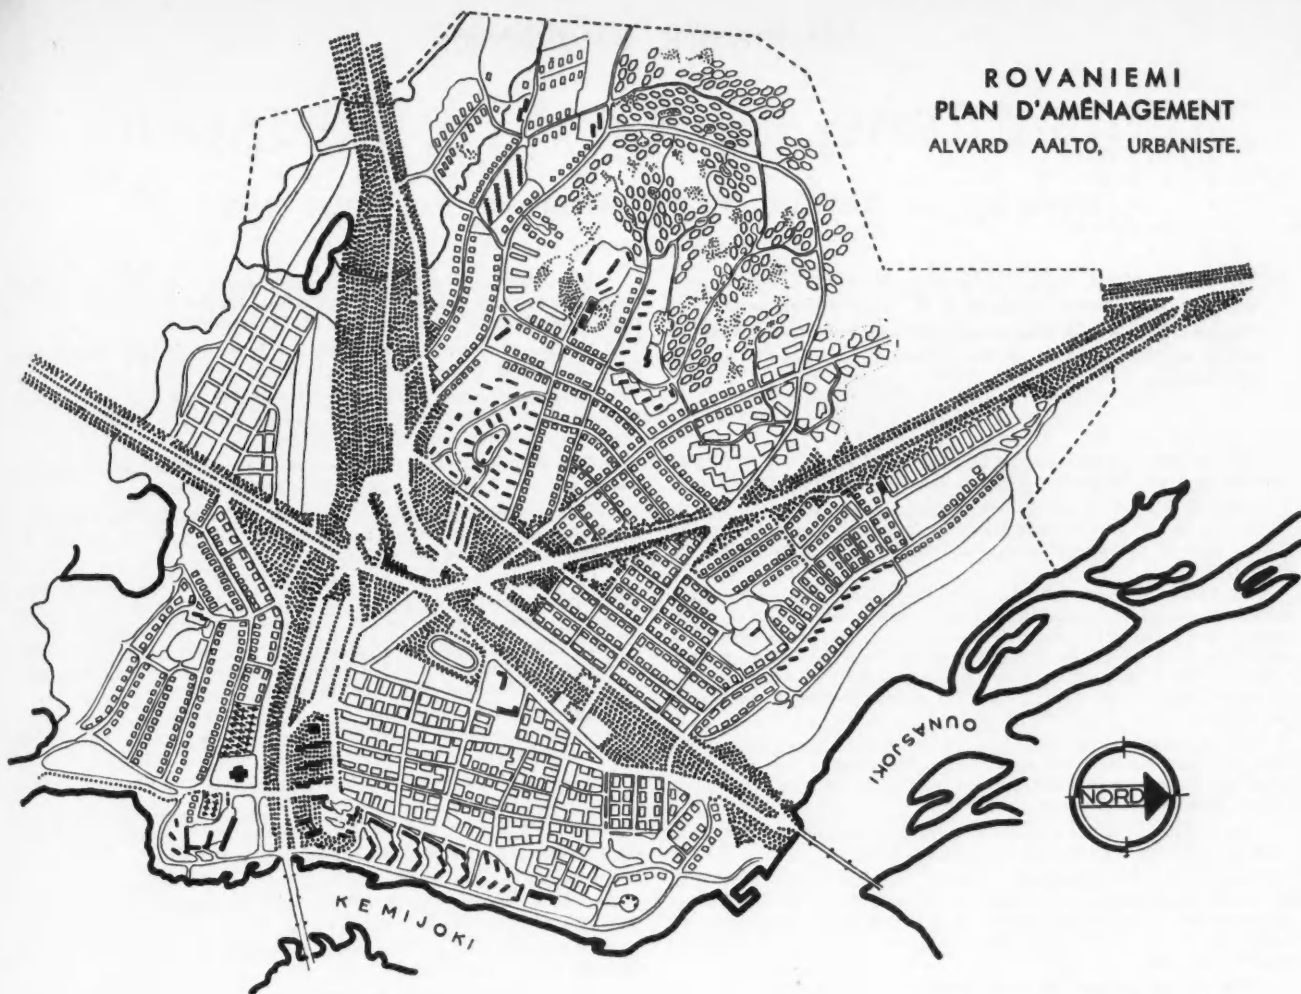 ROVANIEMI
PLAN D'AMÉNAGEMENT
ALVARD AALTO, URBANISTE.
OUNASJOKI
NORD
KEMIJOKI